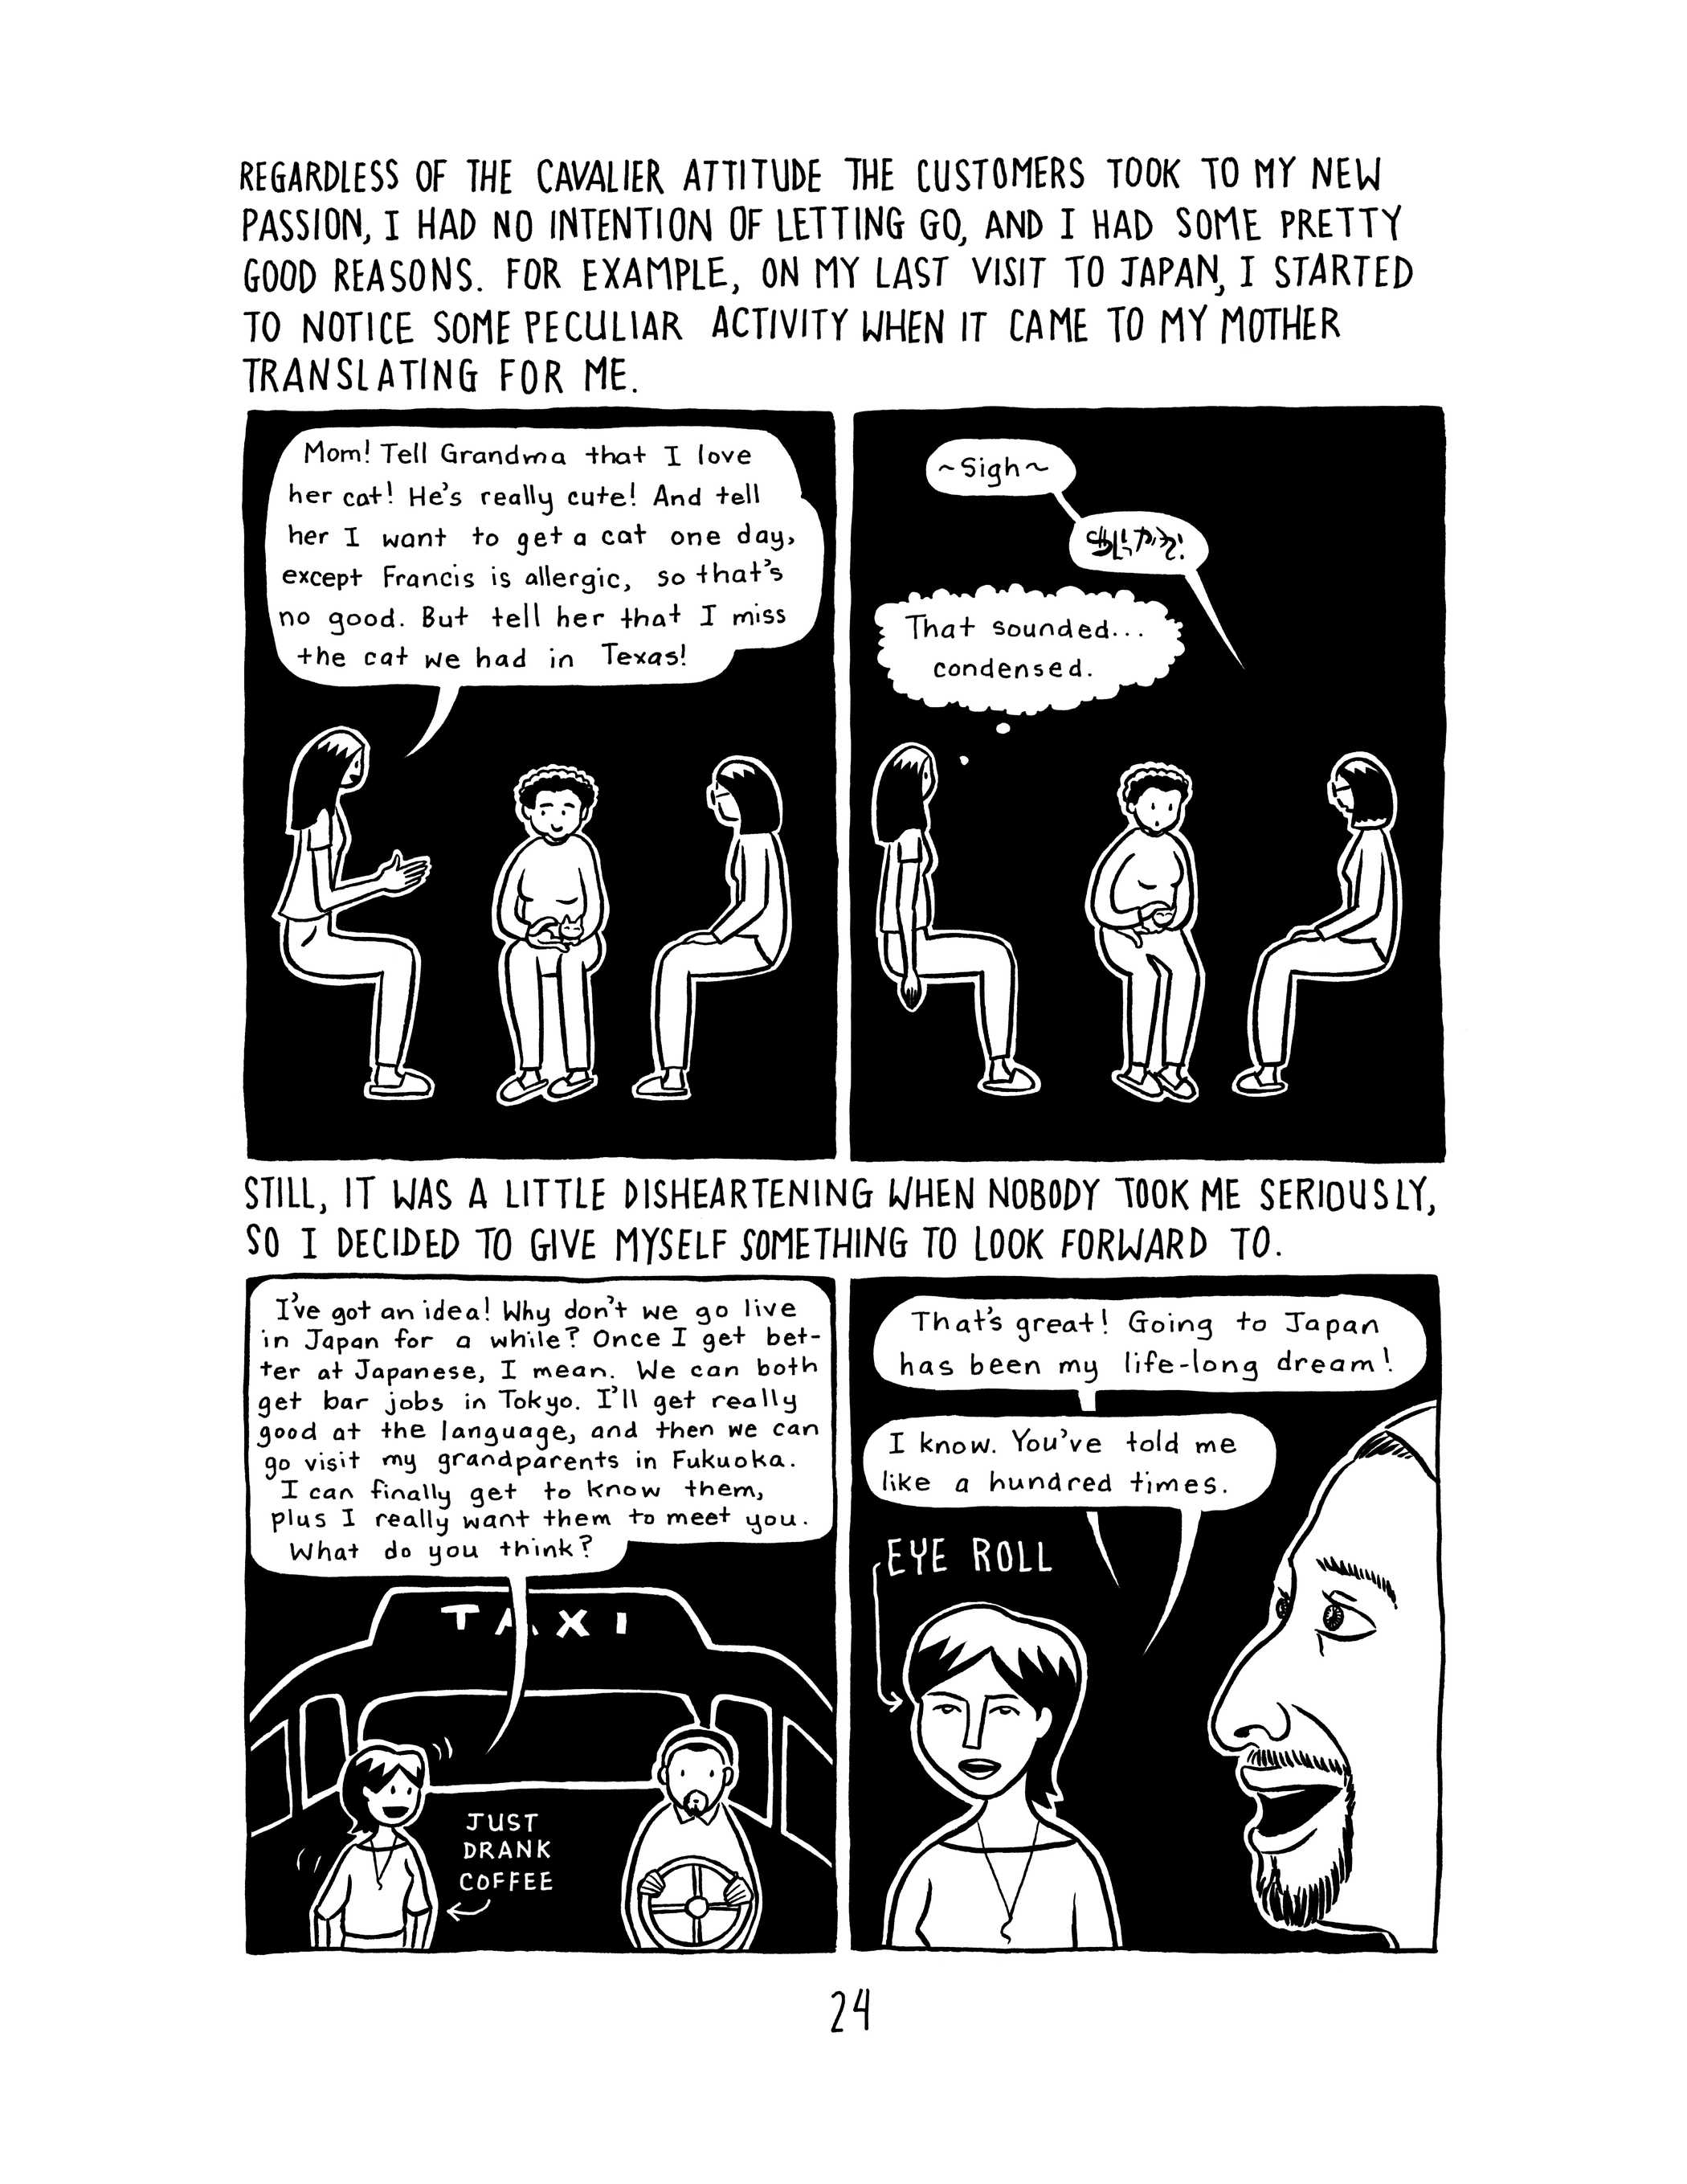 REGARDLESS OF THE CAVALIER ATTITUDE THE CUSTOMERS TOOK TO MY NEW
PASSION, I HAD NO INTENTION OF LETTING GO, AND I HAD SOME PRETTY
GOOD REASONS. FOR EXAMPLE, ON MY LAST VISIT TO JAPAN, I STARTED
TO NOTICE SOME PECULIAR ACTIVITY WHEN IT CAME TO MY MOTHER
TRANSLATING FOR ME.
Mom! Tell Grandma that I love
her cat! He's really cute! And tell
her I want to get a cat one day,
except Francis is allergic, so that's
no good. But tell her that I miss
the cat we had in Texas!
~Sigh~
That sounded...
condensed.
STILL, IT WAS A LITTLE DISHEARTENING WHEN NOBODY TOOK ME SERIOUSLY,
SO I DECIDED TO GIVE MYSELF SOMETHING TO LOOK FORWARD TO.
I've got an idea! Why don't we go live
in Japan for a while? Once I get bet-
ter at Japanese, I mean. We can both
get bar jobs in Tokyo. I'll get really
good at the language, and then we can
go visit my grandparents in Fukuoka.
I can finally get to know them,
plus I really want them to meet you.
What do you think?
TAXI
JUST
DRANK
COFFEE
That's great! Going to Japan
has been my life-long dream!
I know. You've told me
like a hundred times.
EYE ROLL
24